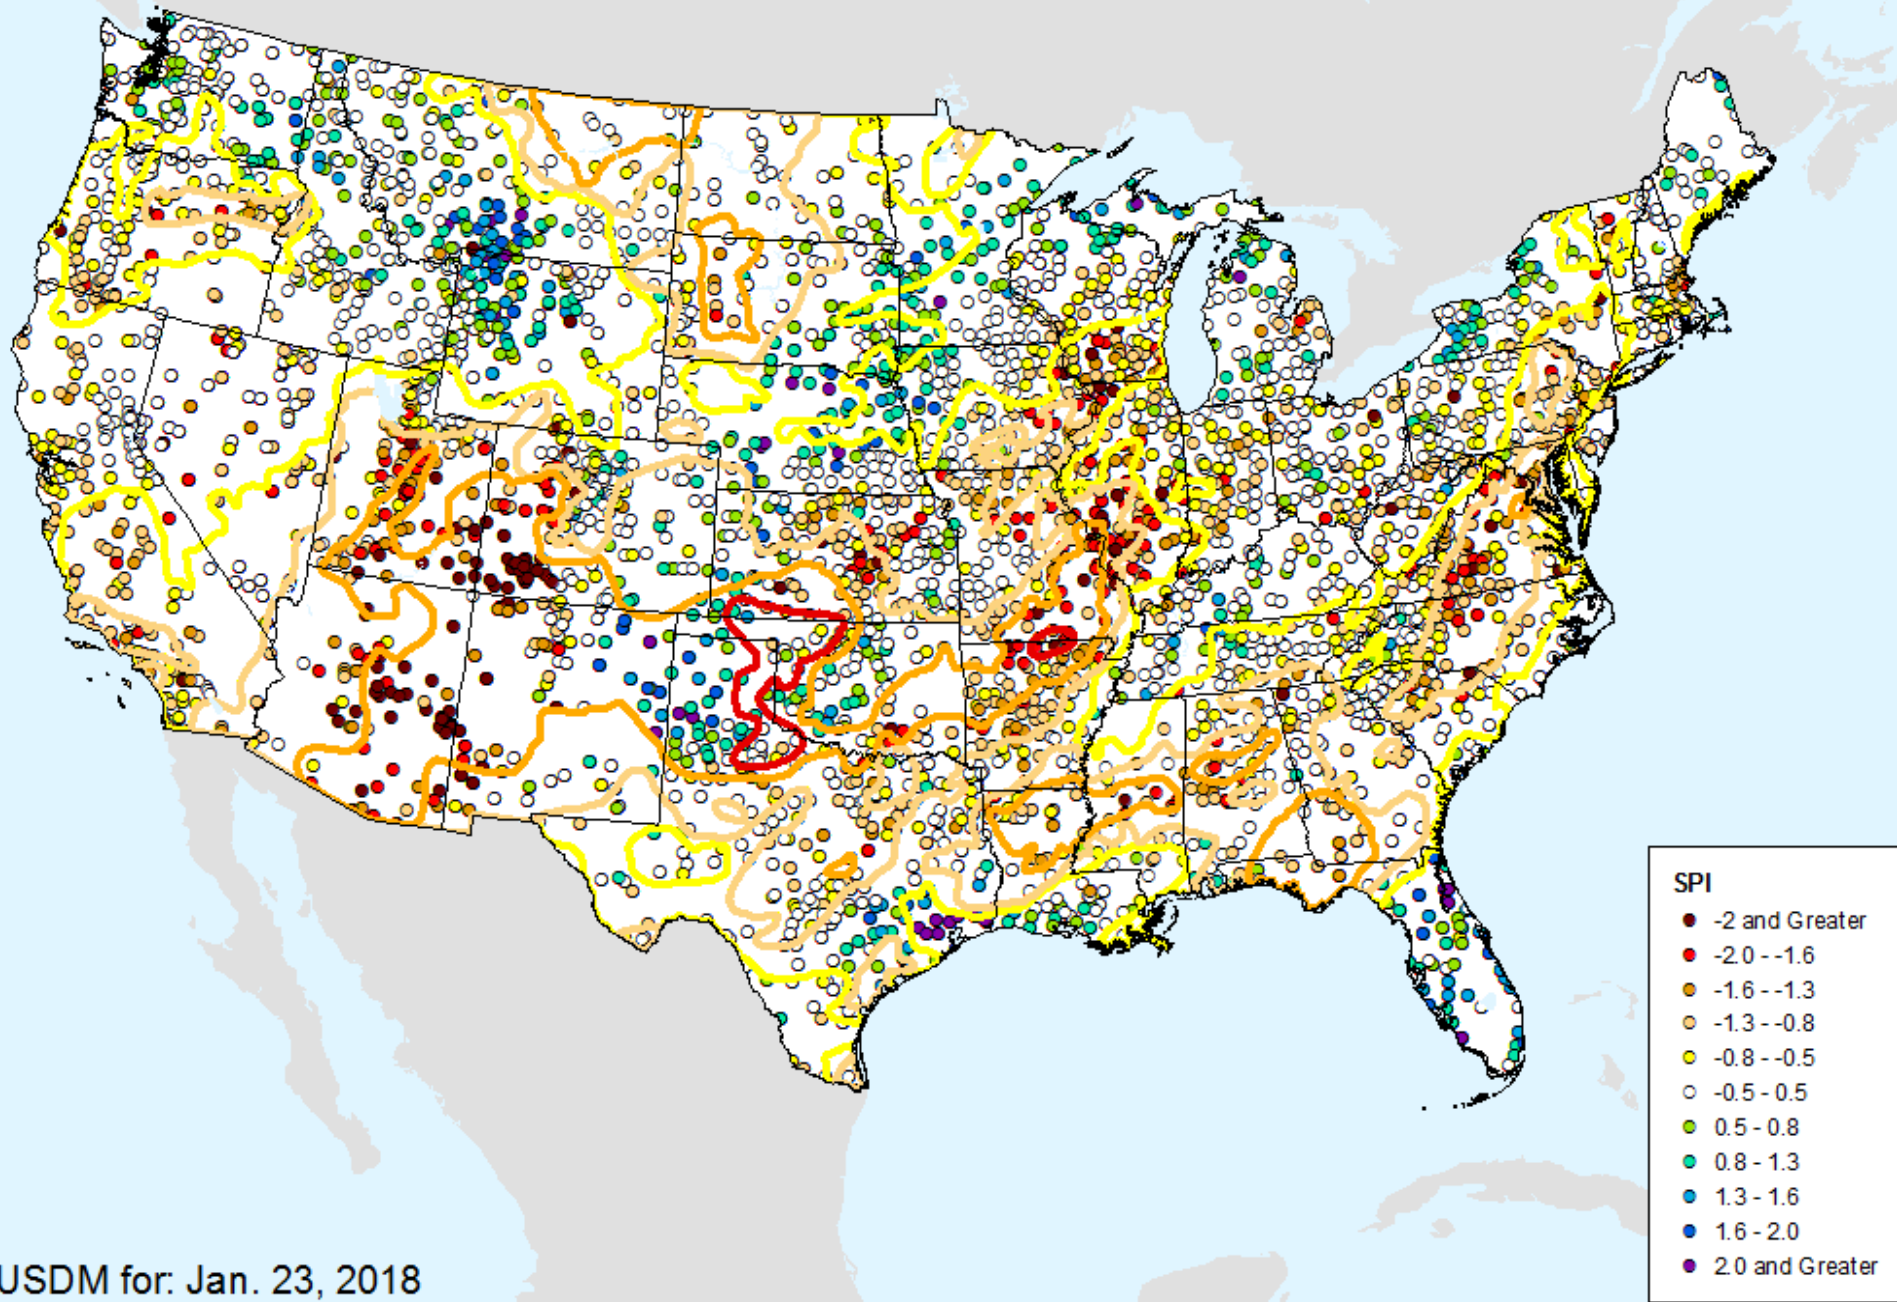 SPI
-2 and Greater
-2.0 - -1.6
-1.6 - -1.3
-1.3 - -0.8
-0.8 - -0.5
-0.5 - 0.5
0.5 - 0.8
0.8 - 1.3
1.3 - 1.6
1.6 - 2.0
2.0 and Greater
USDM for: Jan. 23, 2018